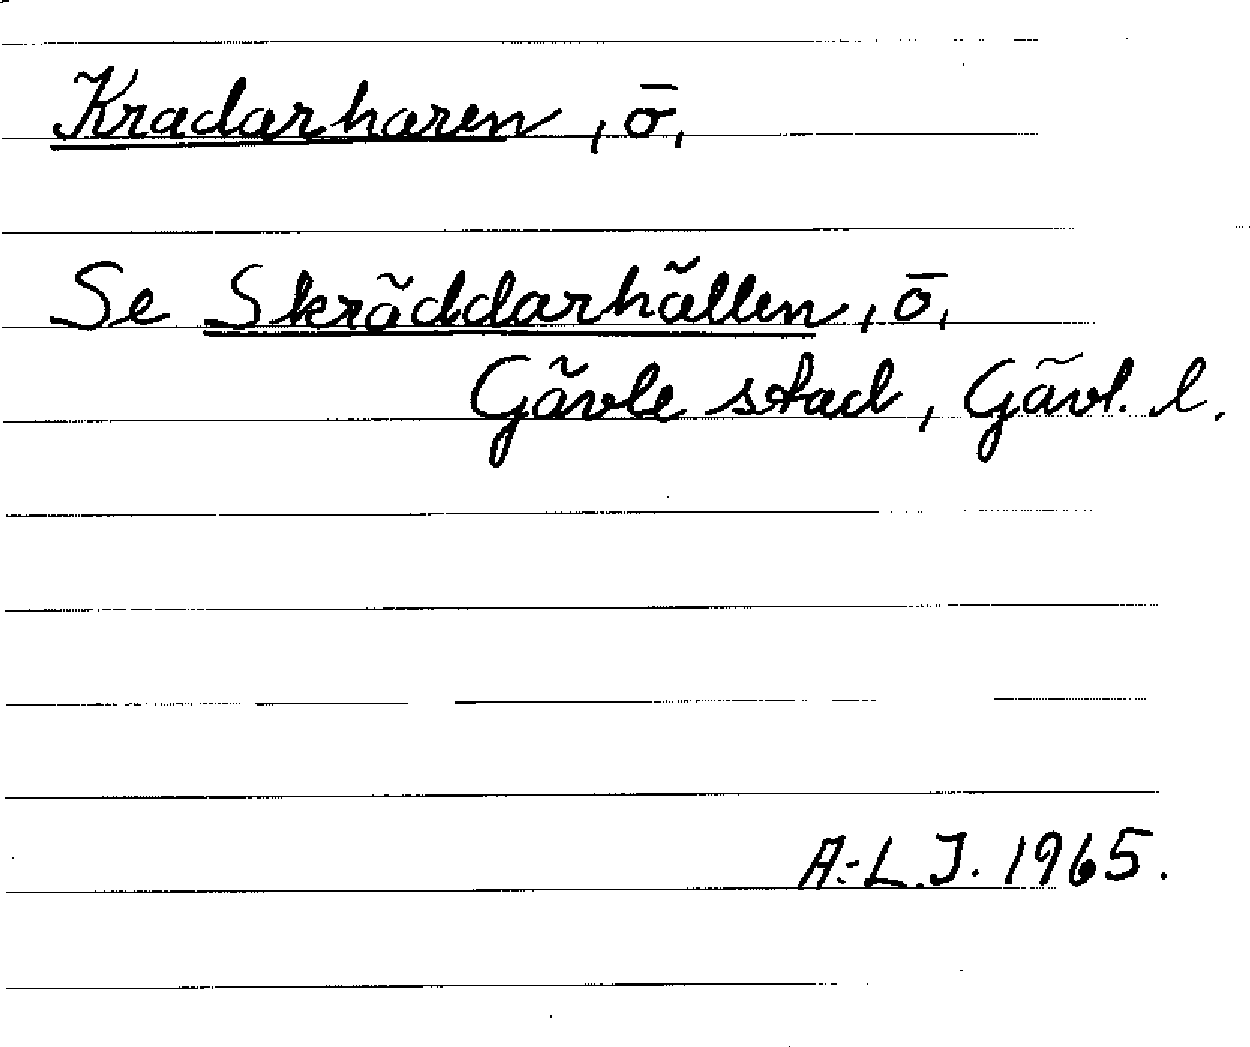 Kradarharen, ö,
Se Skräddarhällen, ö,
Gävle stad, Gävl. l.
A:-L.J. 1965.